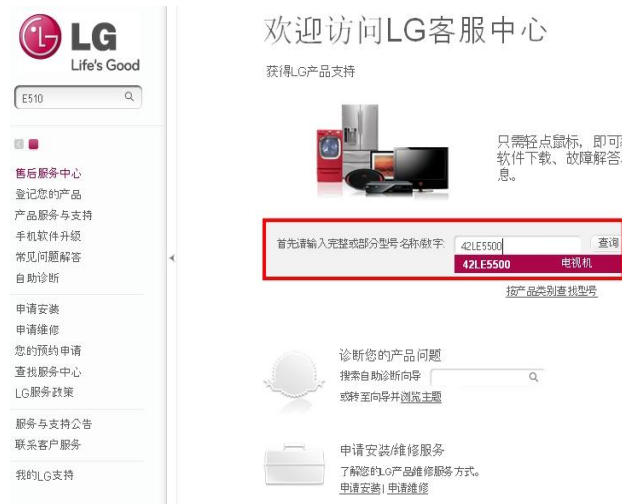 LG
Life's Good
E510
售后服务中心
登记您的产品
产品服务与支持
手机软件升级
常见问题解答
自助诊断
申请安装
申请维修
您的预约申请
查找服务中心
LG服务政策
服务与支持公告
联系客户服务
我的LG支持
欢迎访问LG客服中心
获得LG产品支持
只需轻点鼠标，即可
软件下载、故障解答
息。
首先请输入完整或部分型号名称/数字:
42LE5500
查询
42LE5500 电视机
按产品类别查找型号
诊断您的产品问题
搜索自助诊断向导
或转至向导并浏览主题
申请安装/维修服务
了解您的LG产品维修服务方式。
申请安装| 申请维修